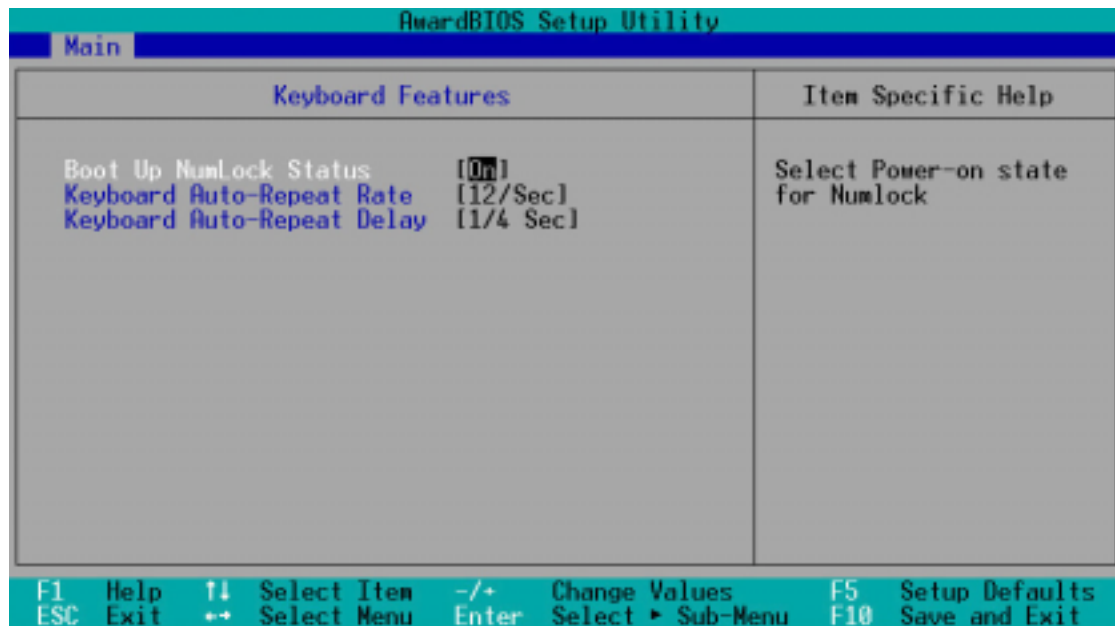 AwardBIOS Setup Utility
Main
Keyboard Features
Item Specific Help
Boot Up NumLock Status [On]
Keyboard Auto-Repeat Rate [12/Sec]
Keyboard Auto-Repeat Delay [1/4 Sec]
Select Power-on state
for Numlock
F1 Help ↑↓ Select Item -/+ Change Values F5 Setup Defaults
ESC Exit ←→ Select Menu Enter Select ► Sub-Menu F10 Save and Exit